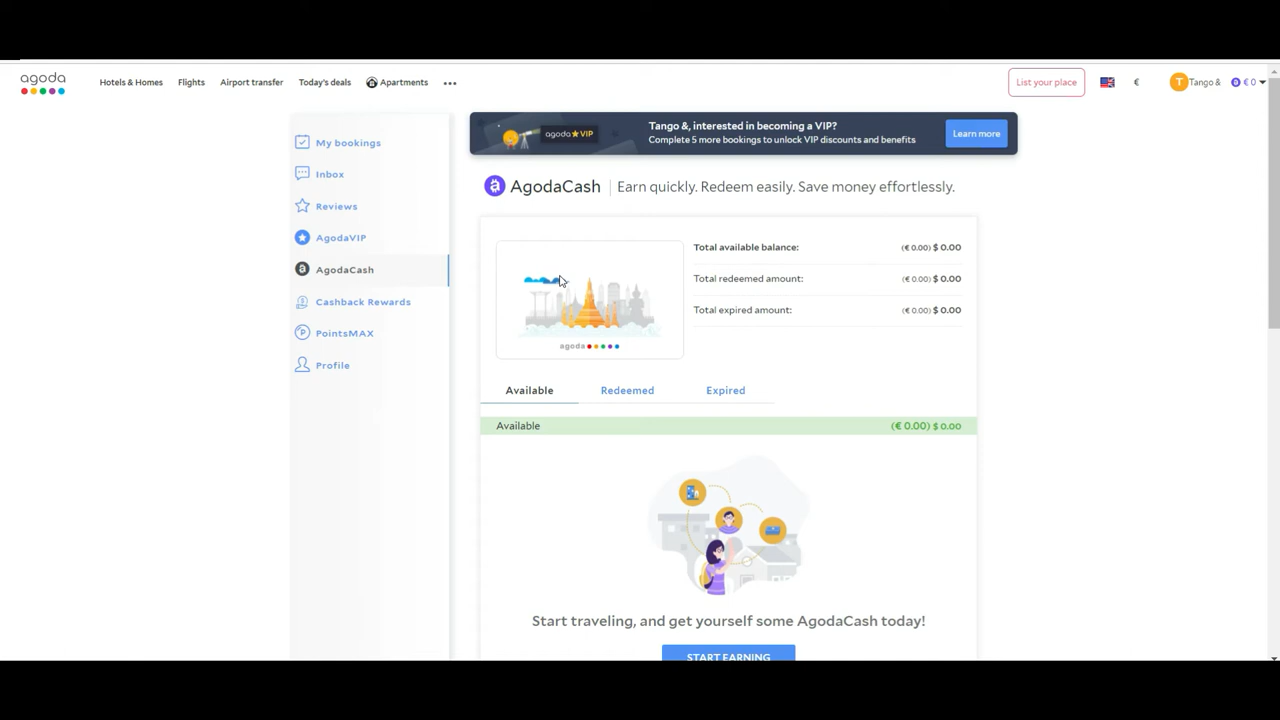 agoda
Hotels & Homes
Flights
Airport transfer
Today's deals
Apartments
•••
List your place
€
T
Tango &
€ 0
My bookings
Inbox
Reviews
AgodaVIP
AgodaCash
Cashback Rewards
PointsMAX
Profile
agoda VIP
Tango &, interested in becoming a VIP?
Complete 5 more bookings to unlock VIP discounts and benefits
Learn more
AgodaCash
Earn quickly. Redeem easily. Save money effortlessly.
agoda
Total available balance: (€ 0.00) $ 0.00
Total redeemed amount: (€ 0.00) $ 0.00
Total expired amount: (€ 0.00) $ 0.00
Available
Redeemed
Expired
Available (€ 0.00) $ 0.00
Start traveling, and get yourself some AgodaCash today!
START EARNING